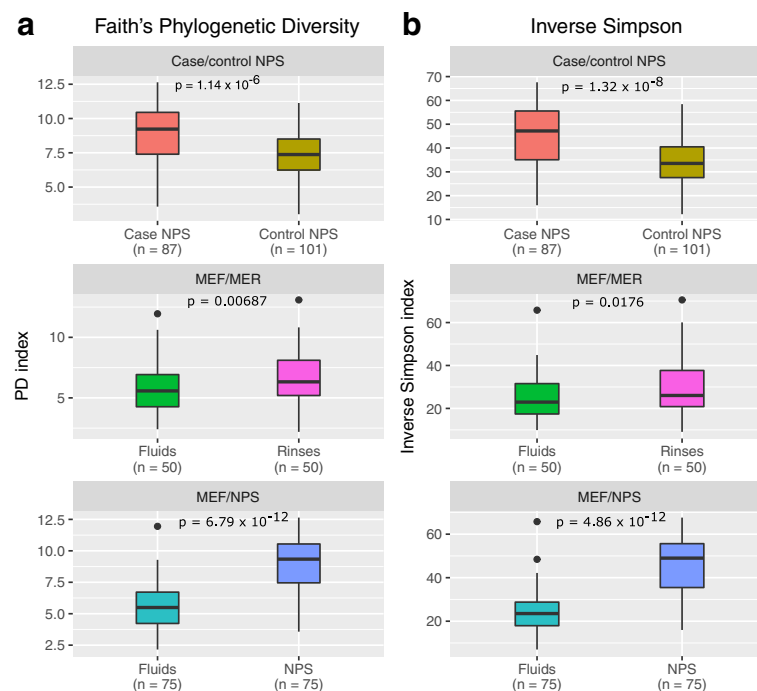 a Faith's Phylogenetic Diversity
Case/control NPS
p = 1.14 x 10-6
12.5
10.0
7.5
5.0
Case NPS
(n = 87)
Control NPS
(n = 101)
MEF/MER
p = 0.00687
10
5
Fluids
(n = 50)
Rinses
(n = 50)
PD index
MEF/NPS
p = 6.79 x 10-12
12.5
10.0
7.5
5.0
2.5
Fluids
(n = 75)
NPS
(n = 75)
b Inverse Simpson
Case/control NPS
p = 1.32 x 10-8
70
60
50
40
30
20
10
Case NPS
(n = 87)
Control NPS
(n = 101)
MEF/MER
p = 0.0176
60
40
20
Fluids
(n = 50)
Rinses
(n = 50)
Inverse Simpson index
MEF/NPS
p = 4.86 x 10-12
60
40
20
Fluids
(n = 75)
NPS
(n = 75)